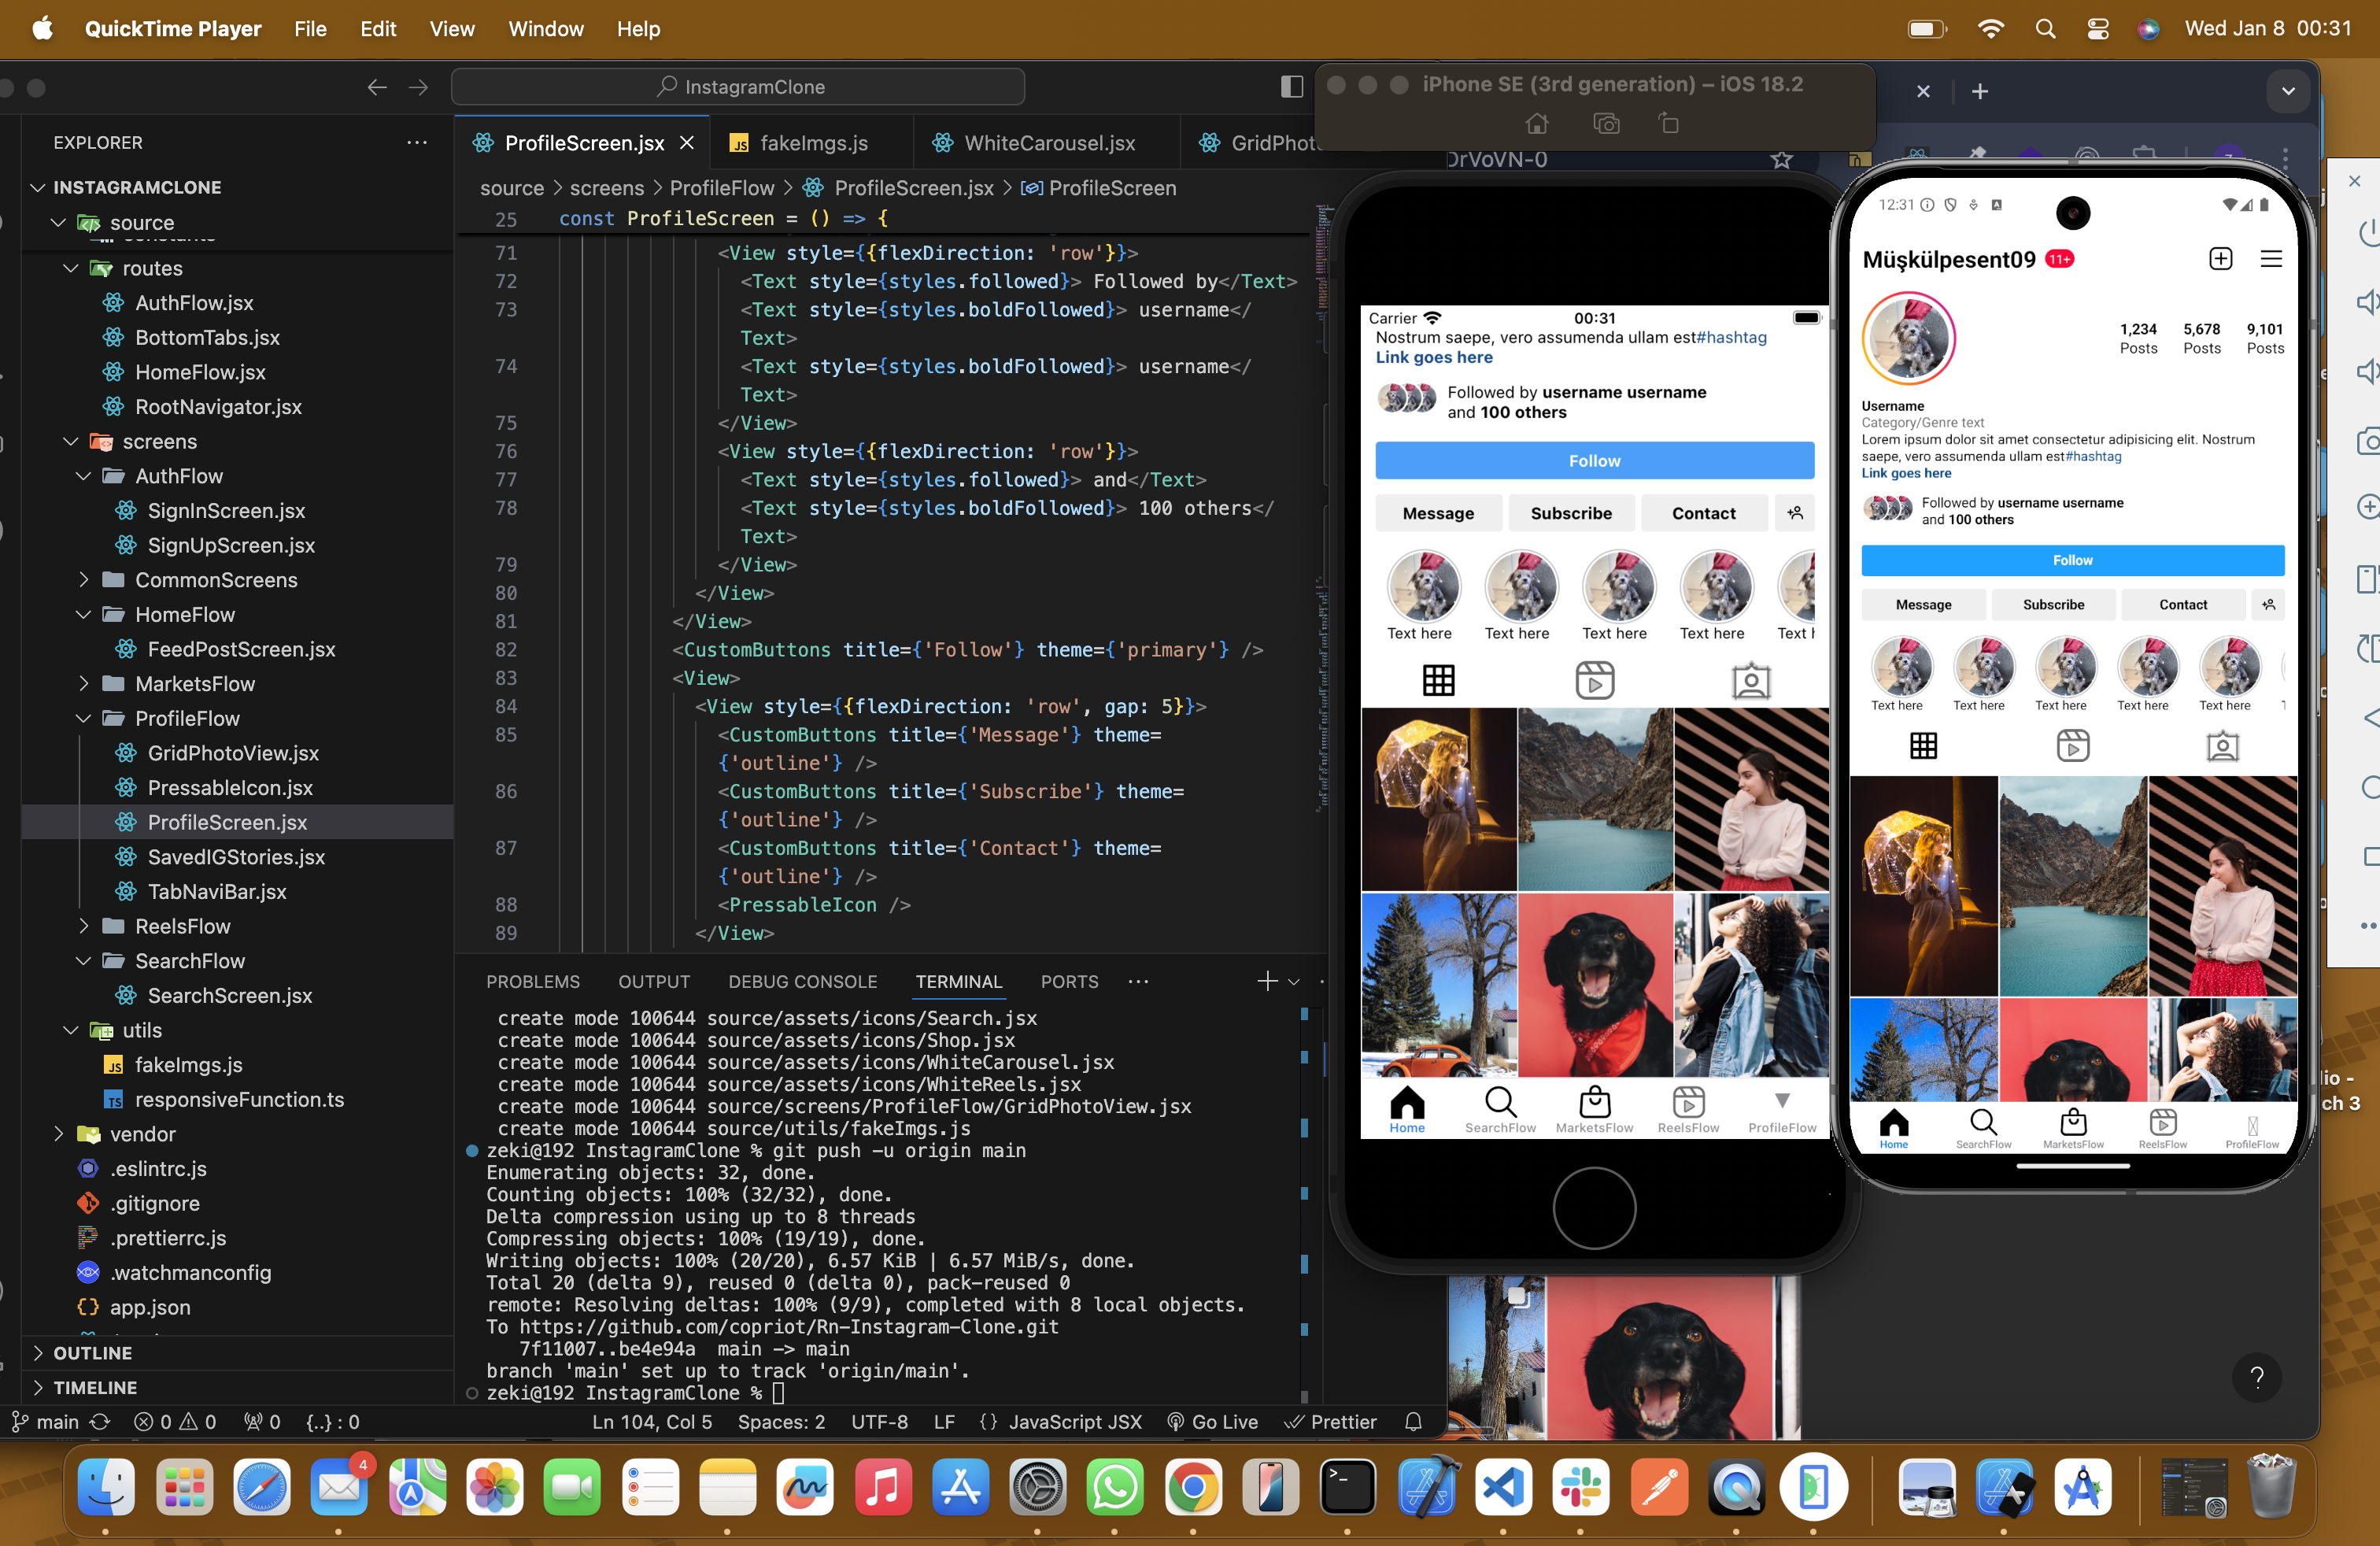 QuickTime Player File Edit View Window Help
Wed Jan 8 00:31
InstagramClone
EXPLORER
INSTAGRAMCLONE
source
constants
routes
AuthFlow.jsx
BottomTabs.jsx
HomeFlow.jsx
RootNavigator.jsx
screens
AuthFlow
SignInScreen.jsx
SignUpScreen.jsx
CommonScreens
HomeFlow
FeedPostScreen.jsx
MarketsFlow
ProfileFlow
GridPhotoView.jsx
PressableIcon.jsx
ProfileScreen.jsx
SavedIGStories.jsx
TabNaviBar.jsx
ReelsFlow
SearchFlow
SearchScreen.jsx
utils
JS fakeImgs.js
TS responsiveFunction.ts
vendor
.eslintrc.js
.gitignore
.prettierrc.js
.watchmanconfig
{} app.json
OUTLINE
TIMELINE
ProfileScreen.jsx
JS fakeImgs.js
WhiteCarousel.jsx
GridPhot
source > screens > ProfileFlow > ProfileScreen.jsx > ProfileScreen
25 const ProfileScreen = () => {
71 <View style={{flexDirection: 'row'}}>
72 <Text style={styles.followed}> Followed by</Text>
73 <Text style={styles.boldFollowed}> username</
Text>
74 <Text style={styles.boldFollowed}> username</
Text>
75 </View>
76 <View style={{flexDirection: 'row'}}>
77 <Text style={styles.followed}> and</Text>
78 <Text style={styles.boldFollowed}> 100 others</
Text>
79 </View>
80 </View>
81 </View>
82 <CustomButtons title={'Follow'} theme={'primary'} />
83 <View>
84 <View style={{flexDirection: 'row', gap: 5}}>
85 <CustomButtons title={'Message'} theme=
{'outline'} />
86 <CustomButtons title={'Subscribe'} theme=
{'outline'} />
87 <CustomButtons title={'Contact'} theme=
{'outline'} />
88 <PressableIcon />
89 </View>
PROBLEMS OUTPUT DEBUG CONSOLE TERMINAL PORTS
create mode 100644 source/assets/icons/Search.jsx
create mode 100644 source/assets/icons/Shop.jsx
create mode 100644 source/assets/icons/WhiteCarousel.jsx
create mode 100644 source/assets/icons/WhiteReels.jsx
create mode 100644 source/screens/ProfileFlow/GridPhotoView.jsx
create mode 100644 source/utils/fakeImgs.js
zeki@192 InstagramClone % git push -u origin main
Enumerating objects: 32, done.
Counting objects: 100% (32/32), done.
Delta compression using up to 8 threads
Compressing objects: 100% (19/19), done.
Writing objects: 100% (20/20), 6.57 KiB | 6.57 MiB/s, done.
Total 20 (delta 9), reused 0 (delta 0), pack-reused 0
remote: Resolving deltas: 100% (9/9), completed with 8 local objects.
To https://github.com/copriot/Rn-Instagram-Clone.git
7f11007..be4e94a main -> main
branch 'main' set up to track 'origin/main'.
zeki@192 InstagramClone %
main 0 0 0 {..} : 0
Ln 104, Col 5 Spaces: 2 UTF-8 LF {} JavaScript JSX Go Live Prettier
iPhone SE (3rd generation) – iOS 18.2
DrVoVN-0
Carrier 00:31
Nostrum saepe, vero assumenda ullam est#hashtag
Link goes here
Followed by username username
and 100 others
Follow
Message Subscribe Contact
Text here Text here Text here Text here Text
Home SearchFlow MarketsFlow ReelsFlow ProfileFlow
12:31
Müşkülpesent09 11+
1,234 5,678 9,101
Posts Posts Posts
Username
Category/Genre text
Lorem ipsum dolor sit amet consectetur adipisicing elit. Nostrum
saepe, vero assumenda ullam est#hashtag
Link goes here
Followed by username username
and 100 others
Follow
Message Subscribe Contact
Text here Text here Text here Text here Text here
Home SearchFlow MarketsFlow ReelsFlow ProfileFlow
lio -
ch 3
?
4